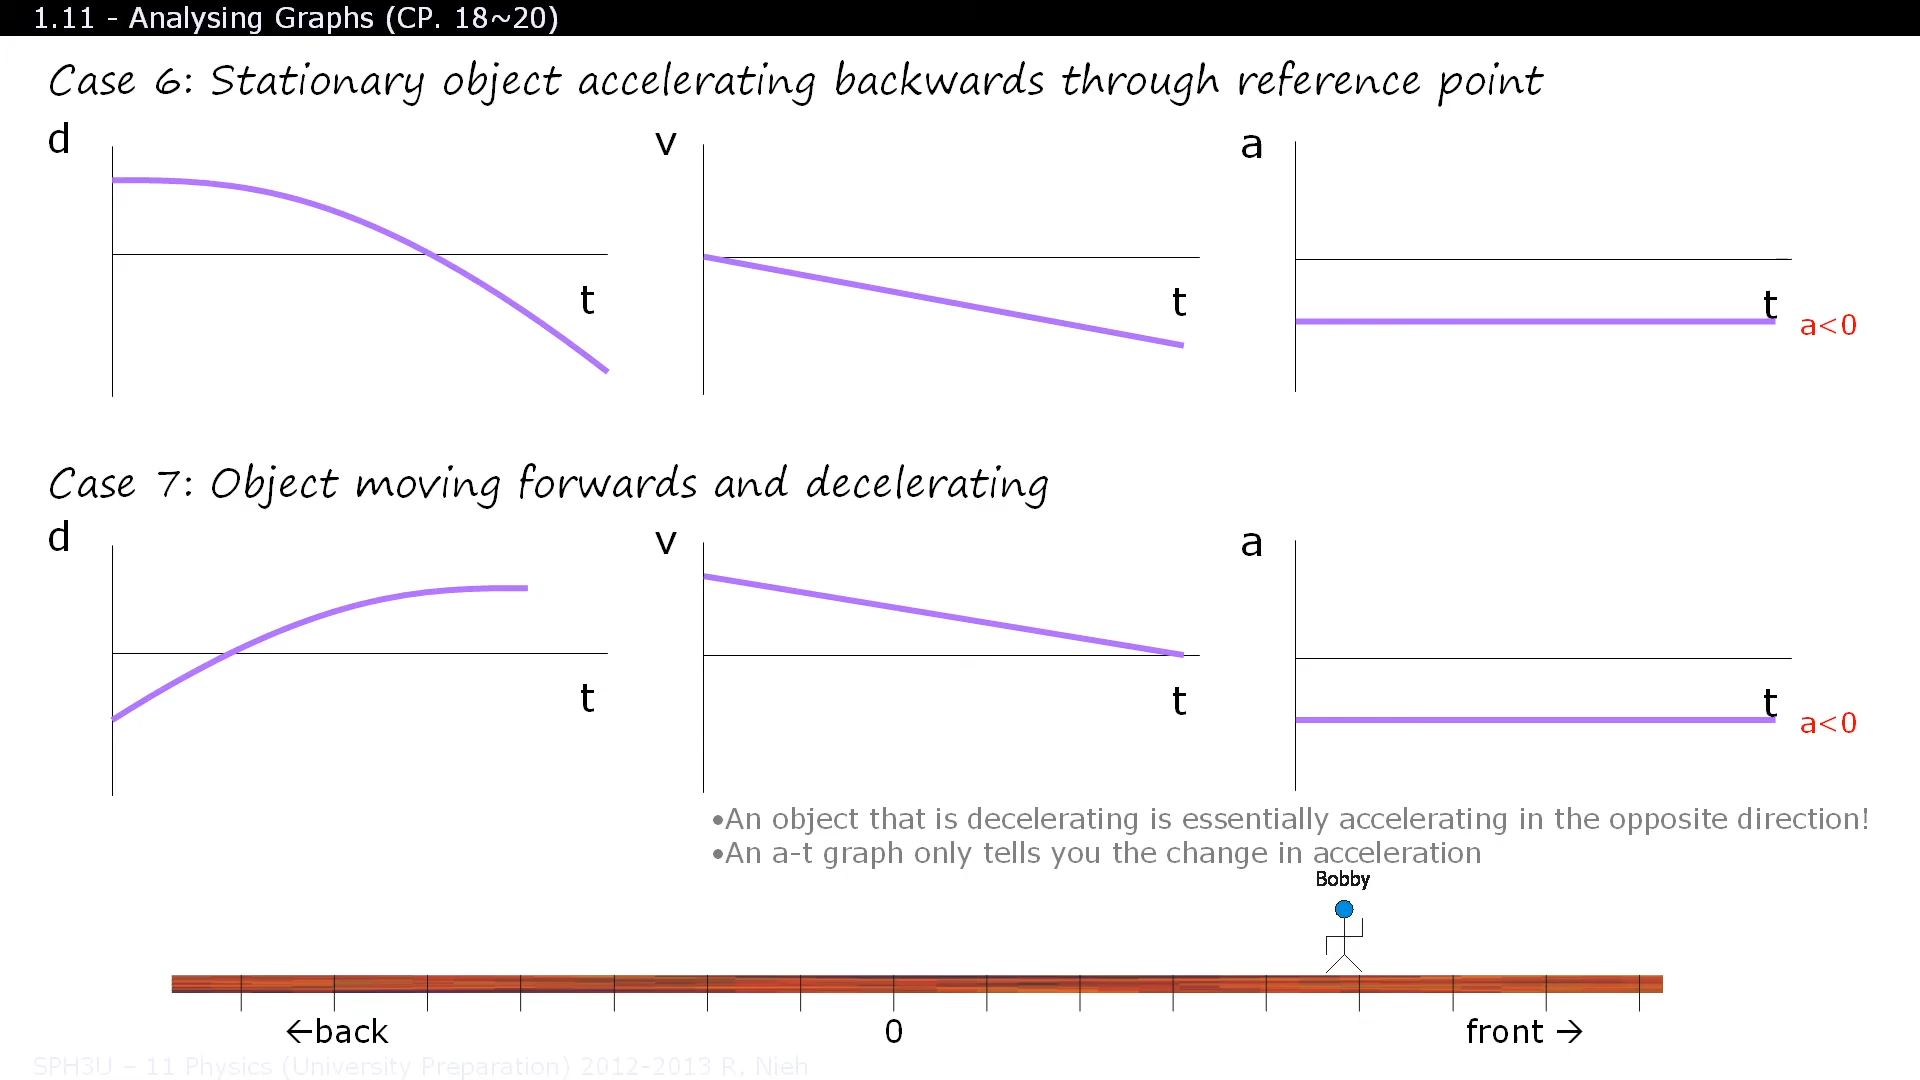 1.11 - Analysing Graphs (CP. 18~20)
Case 6: Stationary object accelerating backwards through reference point
d
v
a
t
t
t
a<0
Case 7: Object moving forwards and decelerating
d
v
a
t
t
t
a<0
•An object that is decelerating is essentially accelerating in the opposite direction!
•An a-t graph only tells you the change in acceleration
Bobby
←back
0
front →
SPH3U – 11 Physics (University Preparation) 2012-2013 R. Nieh